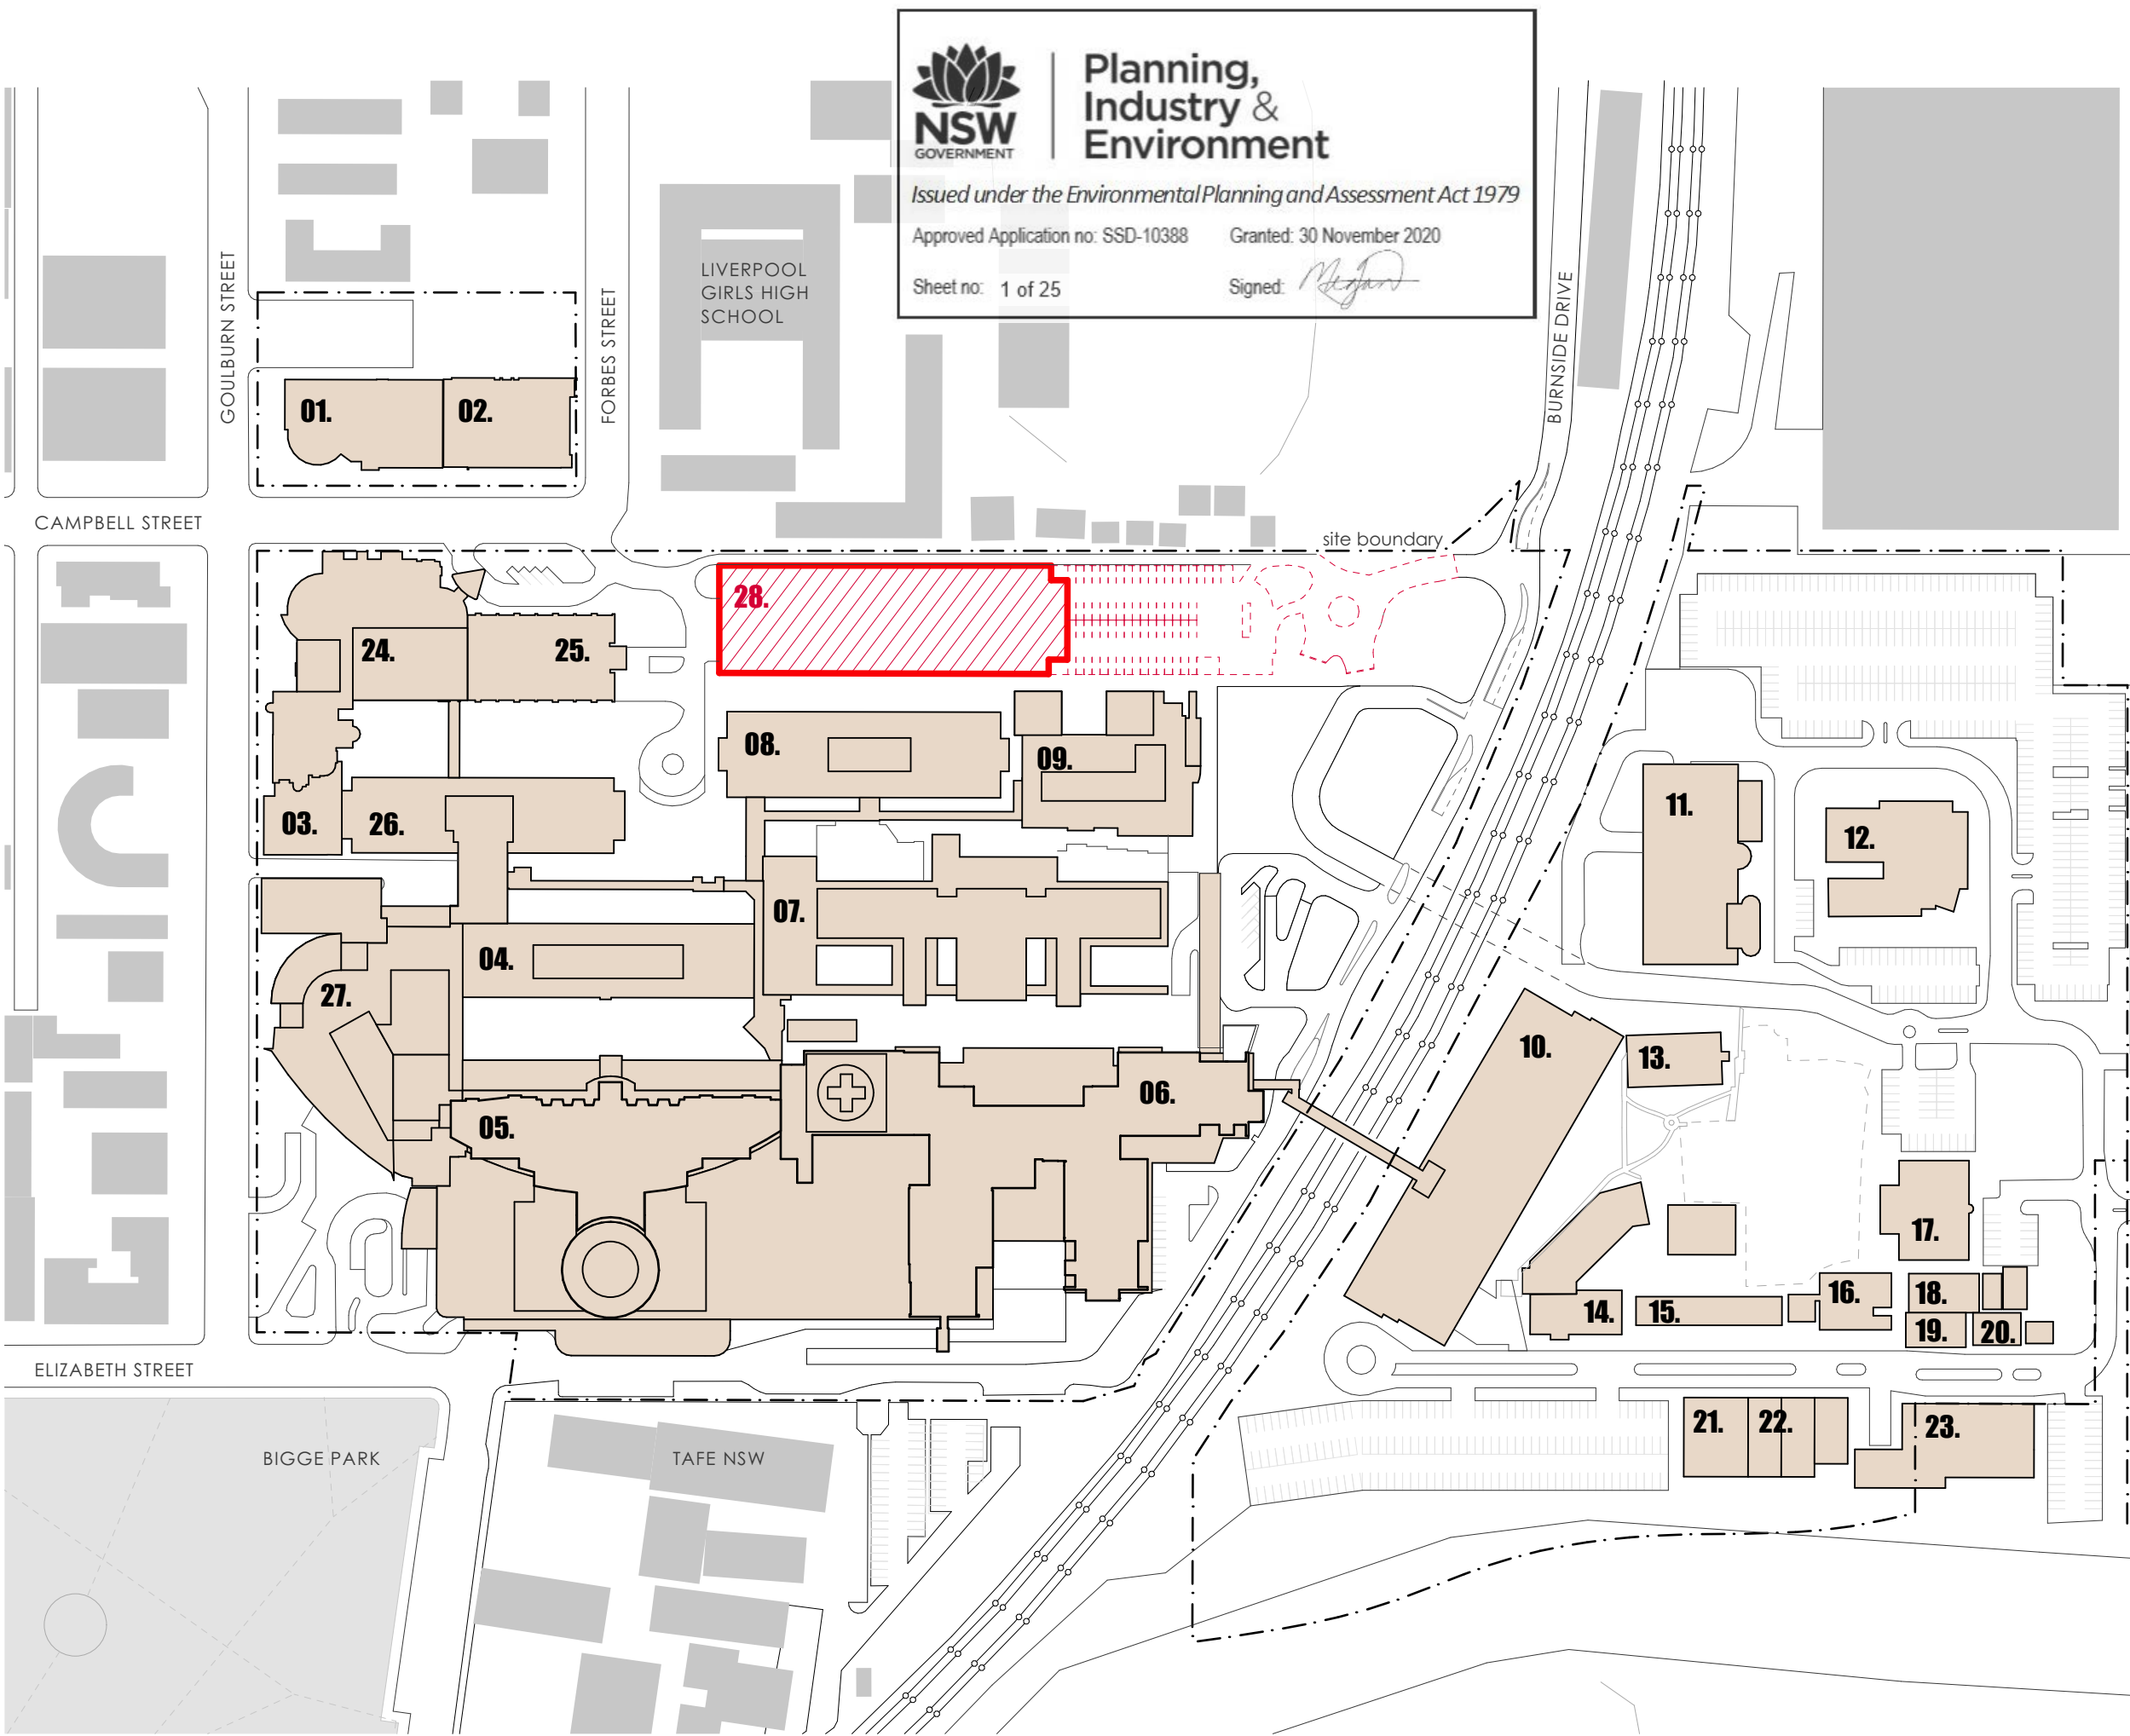 Planning,
Industry &
Environment
NSW
GOVERNMENT
Issued under the Environmental Planning and Assessment Act 1979
Approved Application no: SSD-10388 Granted: 30 November 2020
Sheet no: 1 of 25 Signed:
LIVERPOOL
GIRLS HIGH
SCHOOL
GOULBURN STREET
FORBES STREET
BURNSIDE DRIVE
01.
02.
CAMPBELL STREET
site boundary
28.
24.
25.
08.
09.
03.
26.
11.
12.
07.
04.
27.
10.
13.
06.
05.
17.
16.
18.
14.
15.
19.
20.
ELIZABETH STREET
21.
22.
23.
BIGGE PARK
TAFE NSW